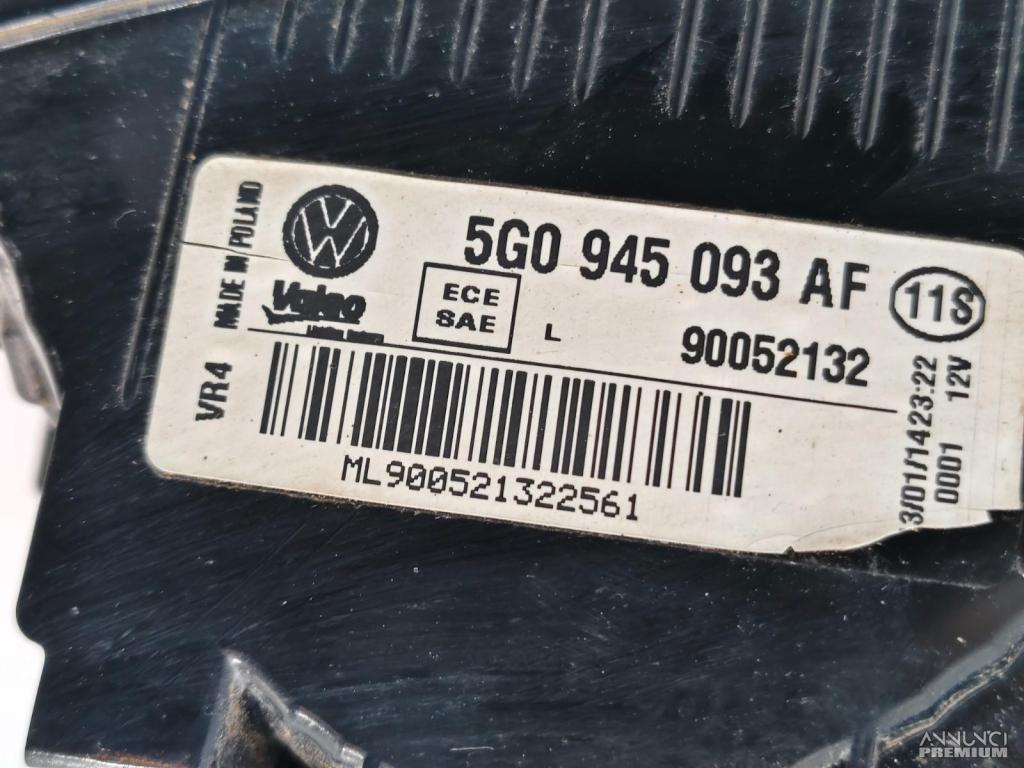 5G0 945 093 AF
11S
MADE IN POLAND
VR4
Valeo
ECE
SAE
L
90052132
ML900521322561
3/01/1423:22
0001 12V
ANNUNCI
PREMIUM